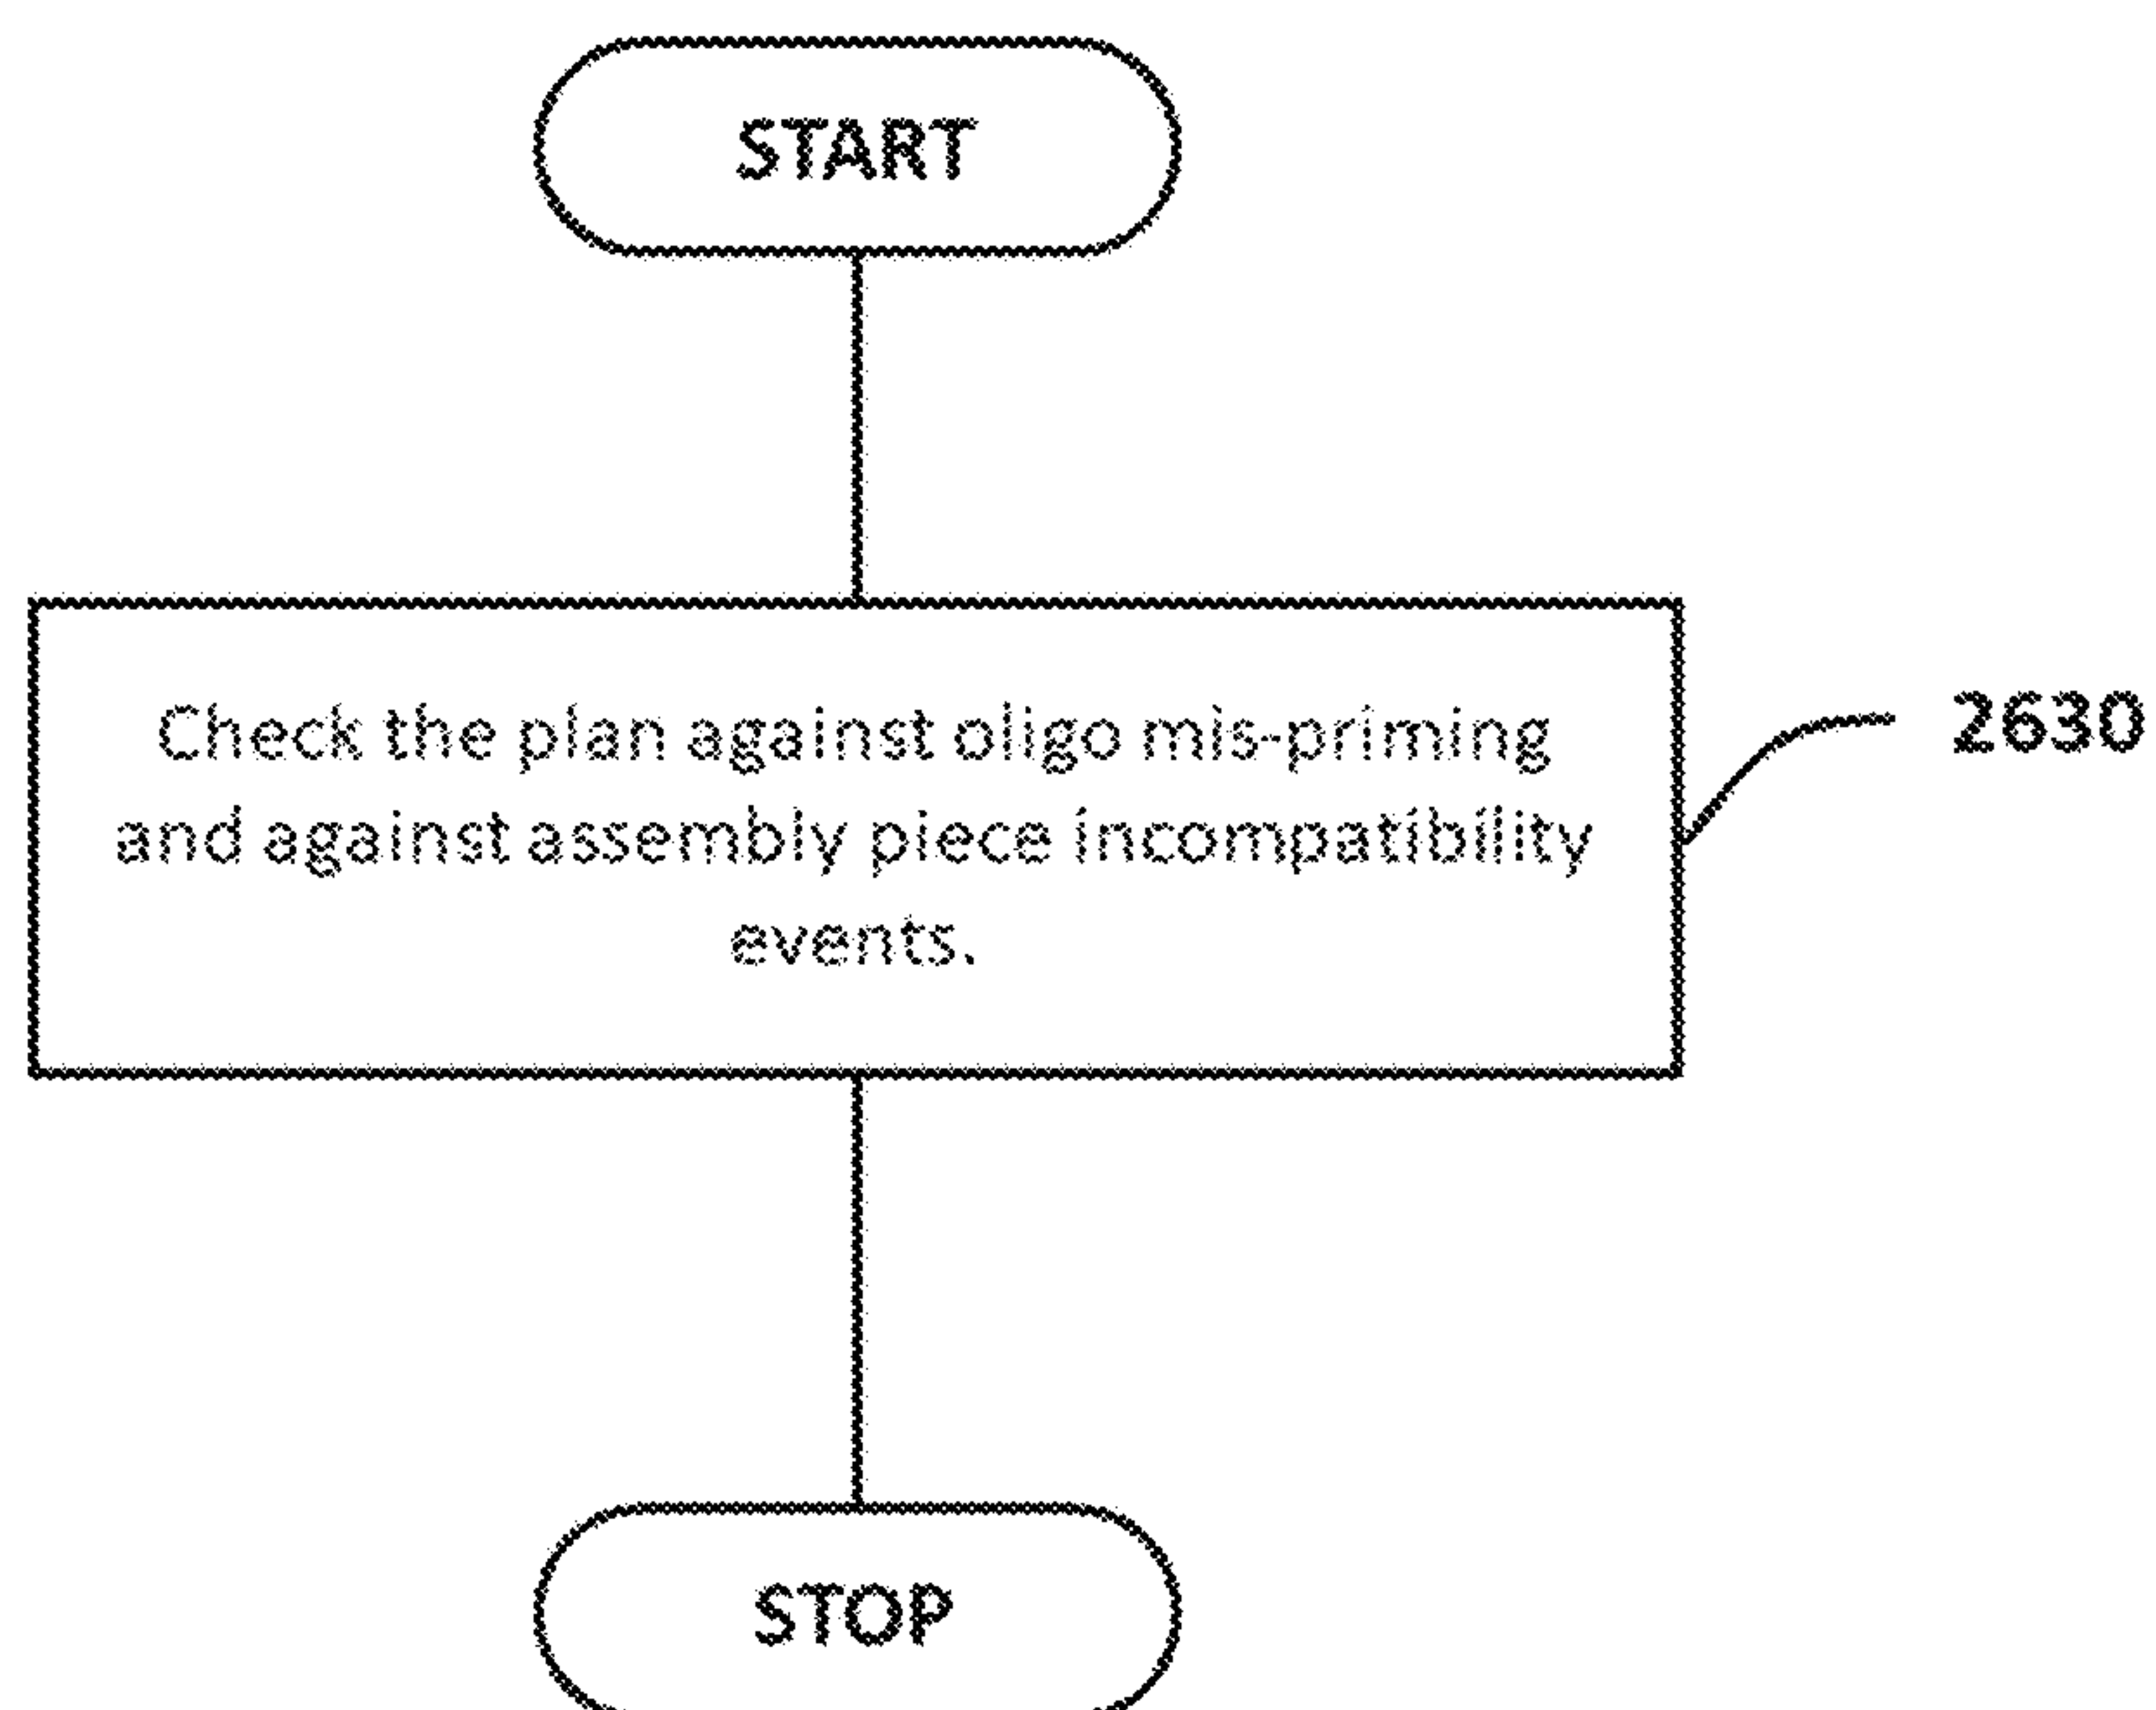 START
Check the plan against oligo mis-priming
and against assembly piece incompatibility
events.
2630
STOP